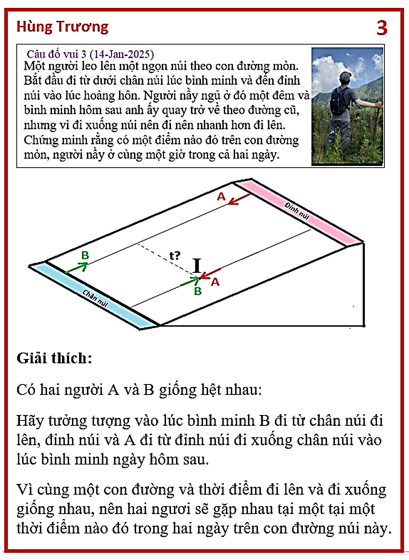 Hùng Trương
3
Câu đố vui 3 (14-Jan-2025)
Một người leo lên một ngọn núi theo con đường mòn.
Bắt đầu đi từ dưới chân núi lúc bình minh và đến đỉnh
núi vào lúc hoàng hôn. Người nầy ngủ ở đó một đêm và
bình minh hôm sau anh ấy quay trở về theo đường cũ,
nhưng vì đi xuống núi nên đi nên nhanh hơn đi lên.
Chứng minh rằng có một điểm nào đó trên con đường
mòn, người nầy ở cùng một giờ trong cả hai ngày.
A
Đỉnh núi
B
t?
I
A
B
Chân núi
Giải thích:
Có hai người A và B giống hệt nhau:
Hãy tưởng tượng vào lúc bình minh B đi từ chân núi đi
lên, đỉnh núi và A đi từ đỉnh núi đi xuống chân núi vào
lúc bình minh ngày hôm sau.
Vì cùng một con đường và thời điểm đi lên và đi xuống
giống nhau, nên hai ngươi sẽ gặp nhau tại một tại một
thời điểm nào đó trong hai ngày trên con đường núi này.